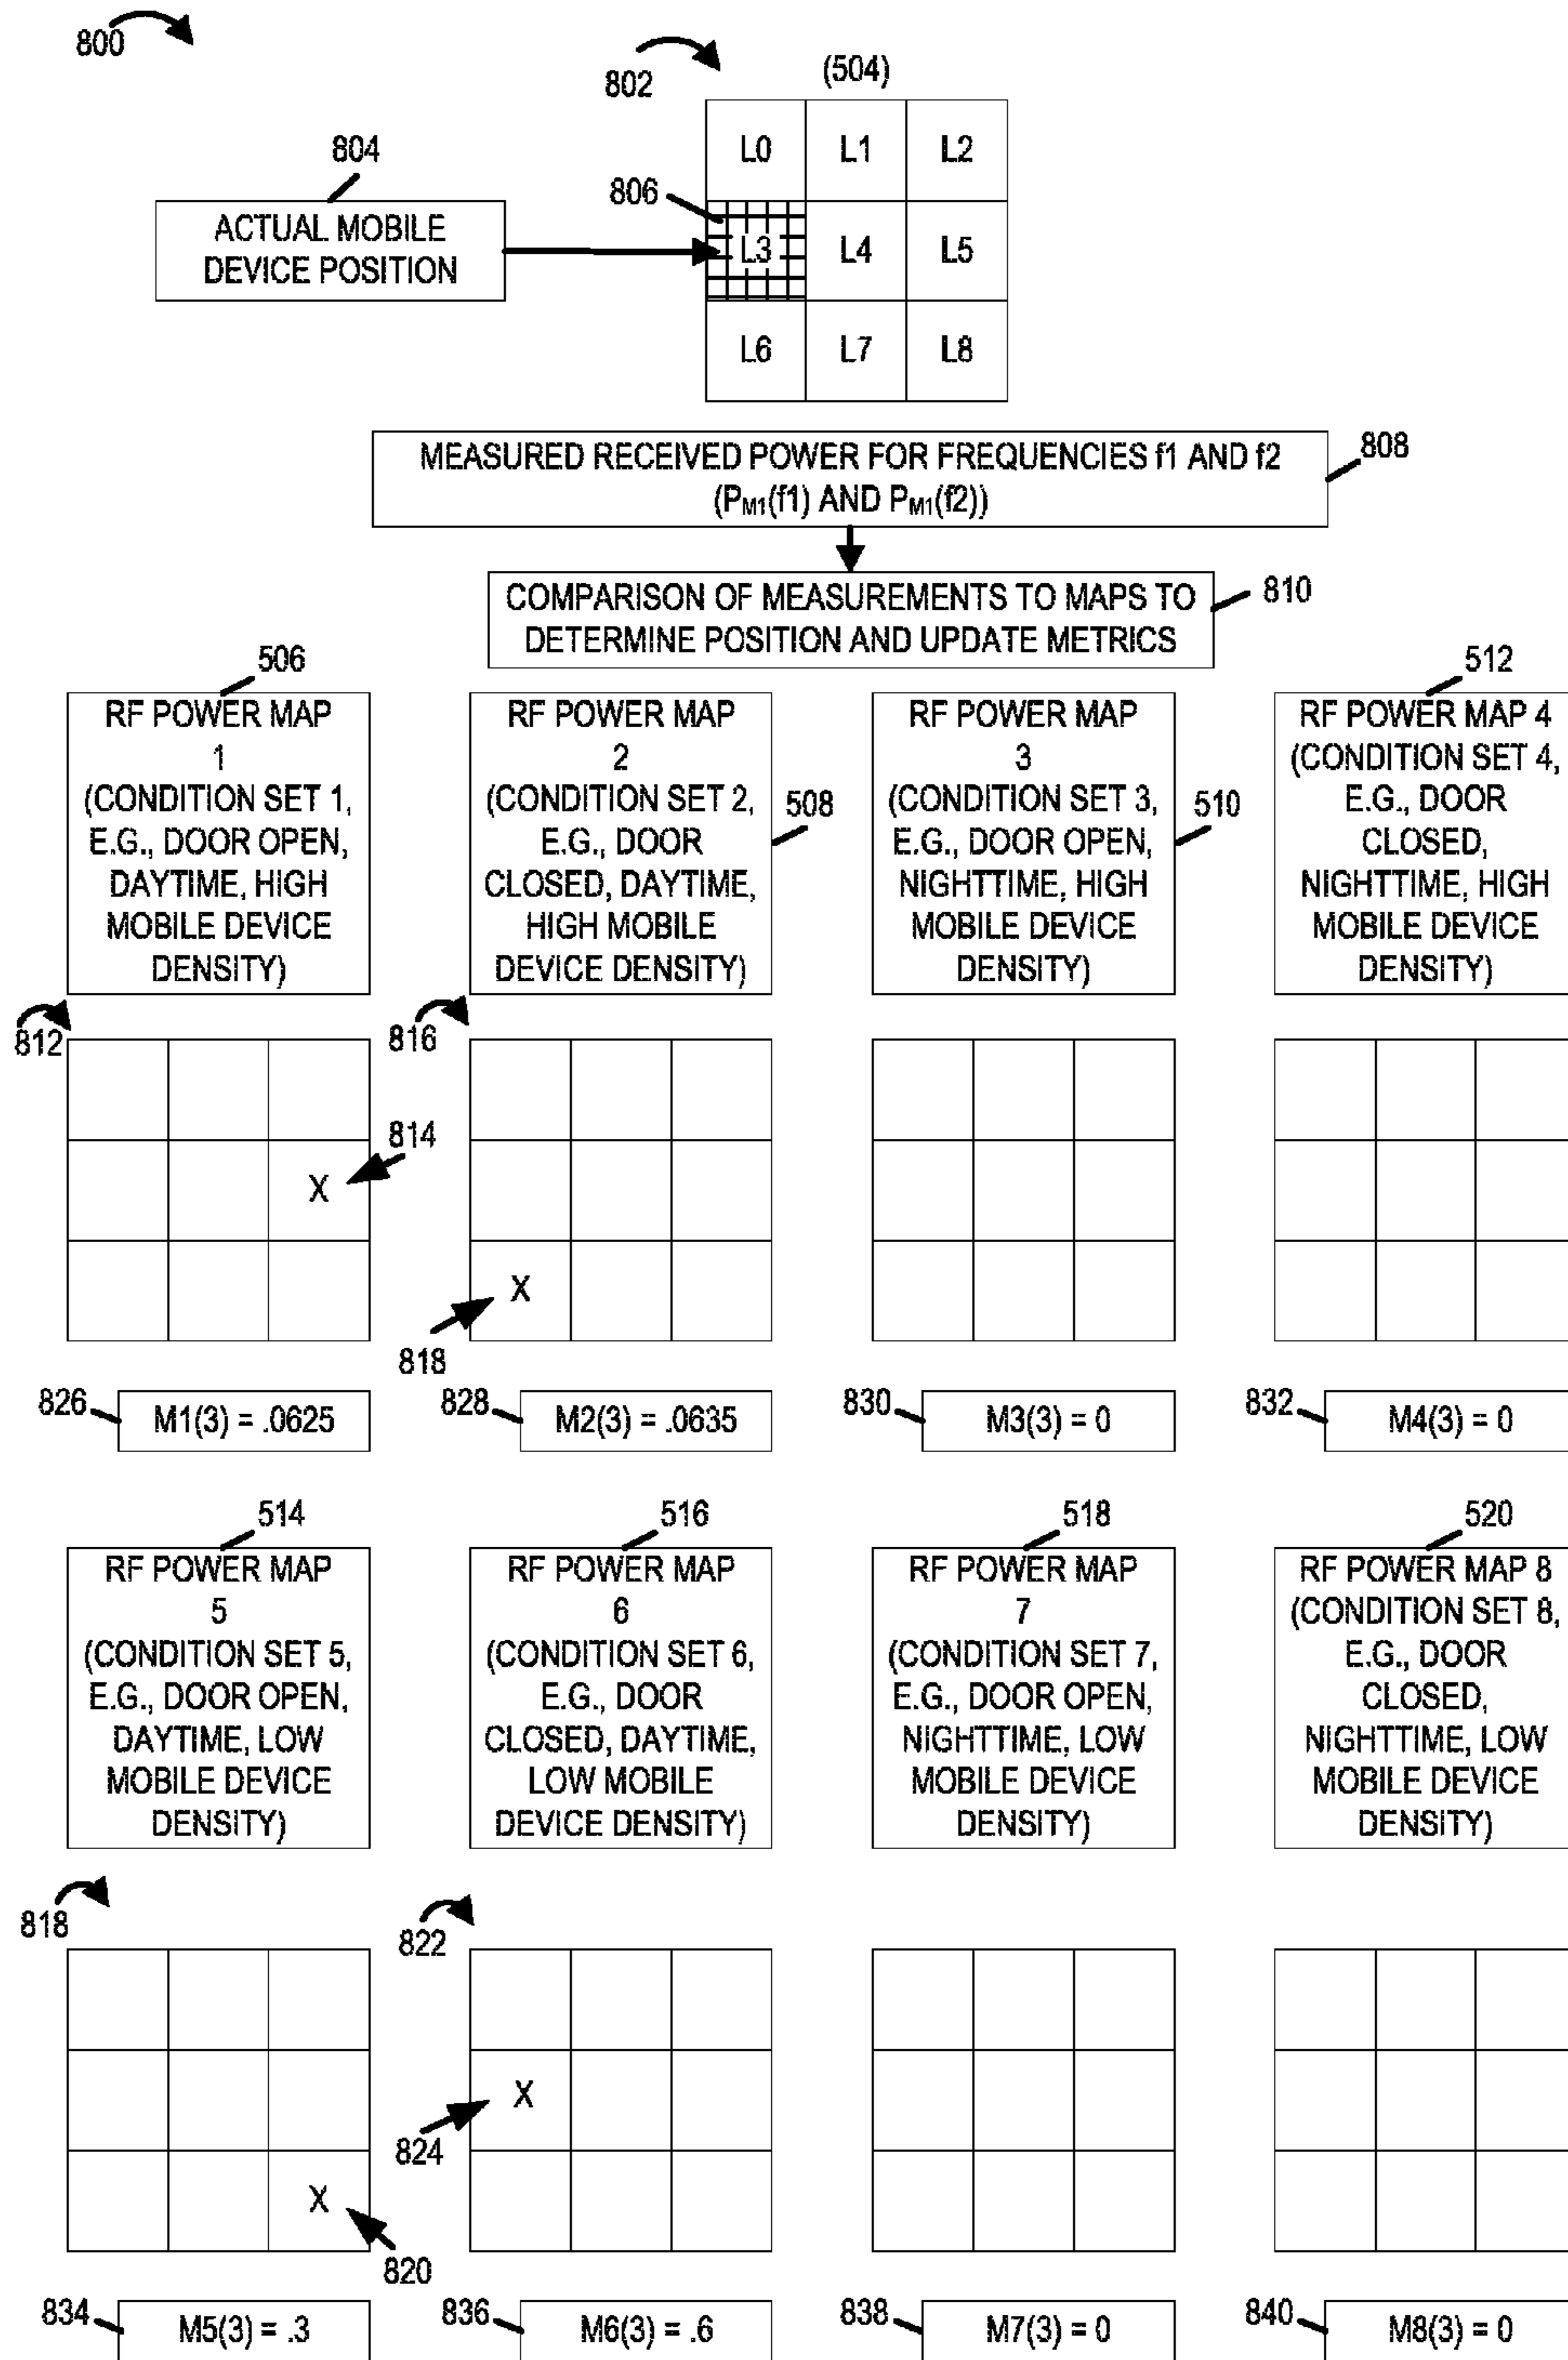 800
802
(504)
L0 L1 L2
804
806
ACTUAL MOBILE
DEVICE POSITION
L3 L4 L5
L6 L7 L8
MEASURED RECEIVED POWER FOR FREQUENCIES f1 AND f2
(PM1(f1) AND PM1(f2))
808
COMPARISON OF MEASUREMENTS TO MAPS TO
DETERMINE POSITION AND UPDATE METRICS
810
506
RF POWER MAP
1
(CONDITION SET 1,
E.G., DOOR OPEN,
DAYTIME, HIGH
MOBILE DEVICE
DENSITY)
RF POWER MAP
2
(CONDITION SET 2,
E.G., DOOR
CLOSED, DAYTIME,
HIGH MOBILE
DEVICE DENSITY)
508
RF POWER MAP
3
(CONDITION SET 3,
E.G., DOOR OPEN,
NIGHTTIME, HIGH
MOBILE DEVICE
DENSITY)
510
512
RF POWER MAP 4
(CONDITION SET 4,
E.G., DOOR
CLOSED,
NIGHTTIME, HIGH
MOBILE DEVICE
DENSITY)
812
816
814
X
X
818
826
M1(3) = .0625
828
M2(3) = .0635
830
M3(3) = 0
832
M4(3) = 0
514
RF POWER MAP
5
(CONDITION SET 5,
E.G., DOOR OPEN,
DAYTIME, LOW
MOBILE DEVICE
DENSITY)
516
RF POWER MAP
6
(CONDITION SET 6,
E.G., DOOR
CLOSED, DAYTIME,
LOW MOBILE
DEVICE DENSITY)
518
RF POWER MAP
7
(CONDITION SET 7,
E.G., DOOR OPEN,
NIGHTTIME, LOW
MOBILE DEVICE
DENSITY)
520
RF POWER MAP 8
(CONDITION SET 8,
E.G., DOOR
CLOSED,
NIGHTTIME, LOW
MOBILE DEVICE
DENSITY)
818
822
X
824
X
820
834
M5(3) = .3
836
M6(3) = .6
838
M7(3) = 0
840
M8(3) = 0